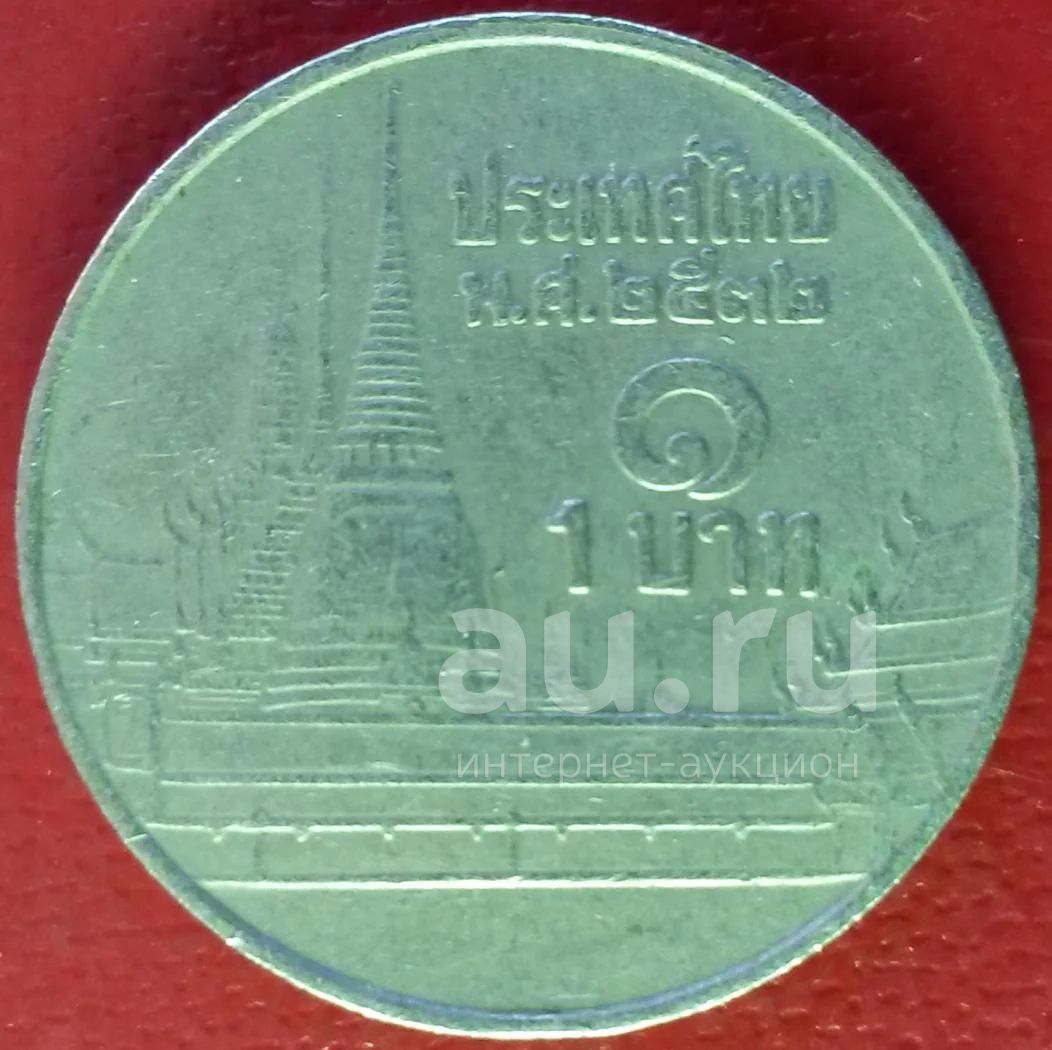 ประเทศไทย
พ.ศ.๒๕๓๒
๑
1 บาท
au.ru
интернет-аукцион